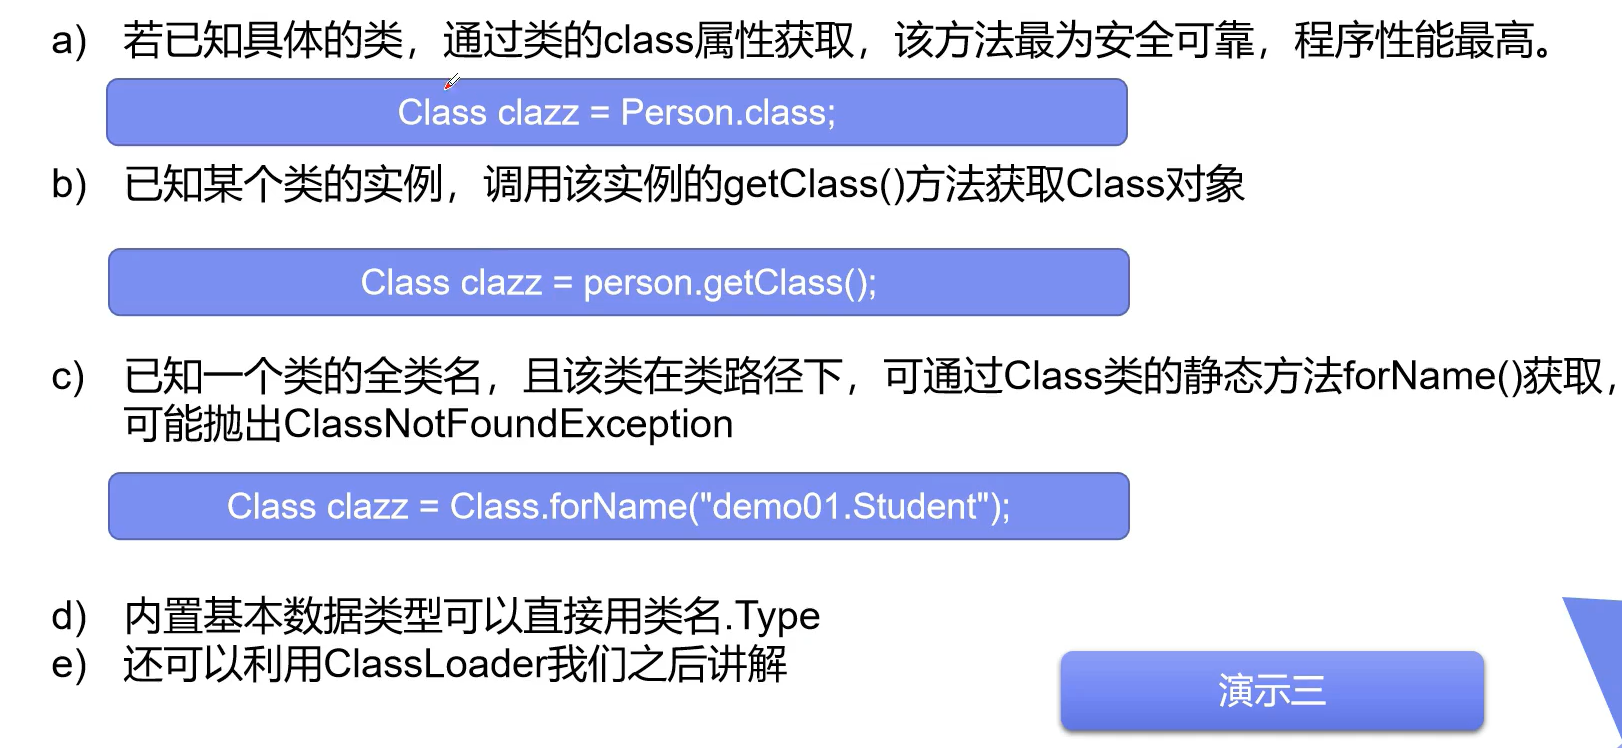 a) 若已知具体的类，通过类的class属性获取，该方法最为安全可靠，程序性能最高。
Class clazz = Person.class;
b) 已知某个类的实例，调用该实例的getClass()方法获取Class对象
Class clazz = person.getClass();
c) 已知一个类的全类名，且该类在类路径下，可通过Class类的静态方法forName()获取，
可能抛出ClassNotFoundException
Class clazz = Class.forName("demo01.Student");
d) 内置基本数据类型可以直接用类名.Type
e) 还可以利用ClassLoader我们之后讲解
演示三